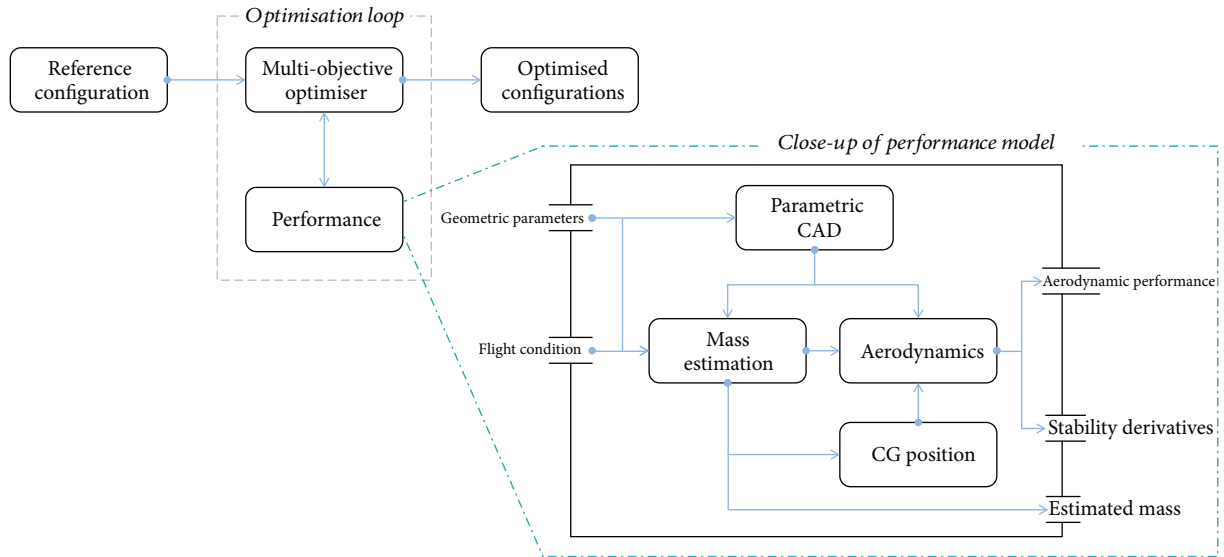 Optimisation loop
Reference
configuration
Multi-objective
optimiser
Optimised
configurations
Performance
Close-up of performance model
Geometric parameters
Parametric
CAD
Flight condition
Mass
estimation
Aerodynamics
CG position
Aerodynamic performance
Stability derivatives
Estimated mass